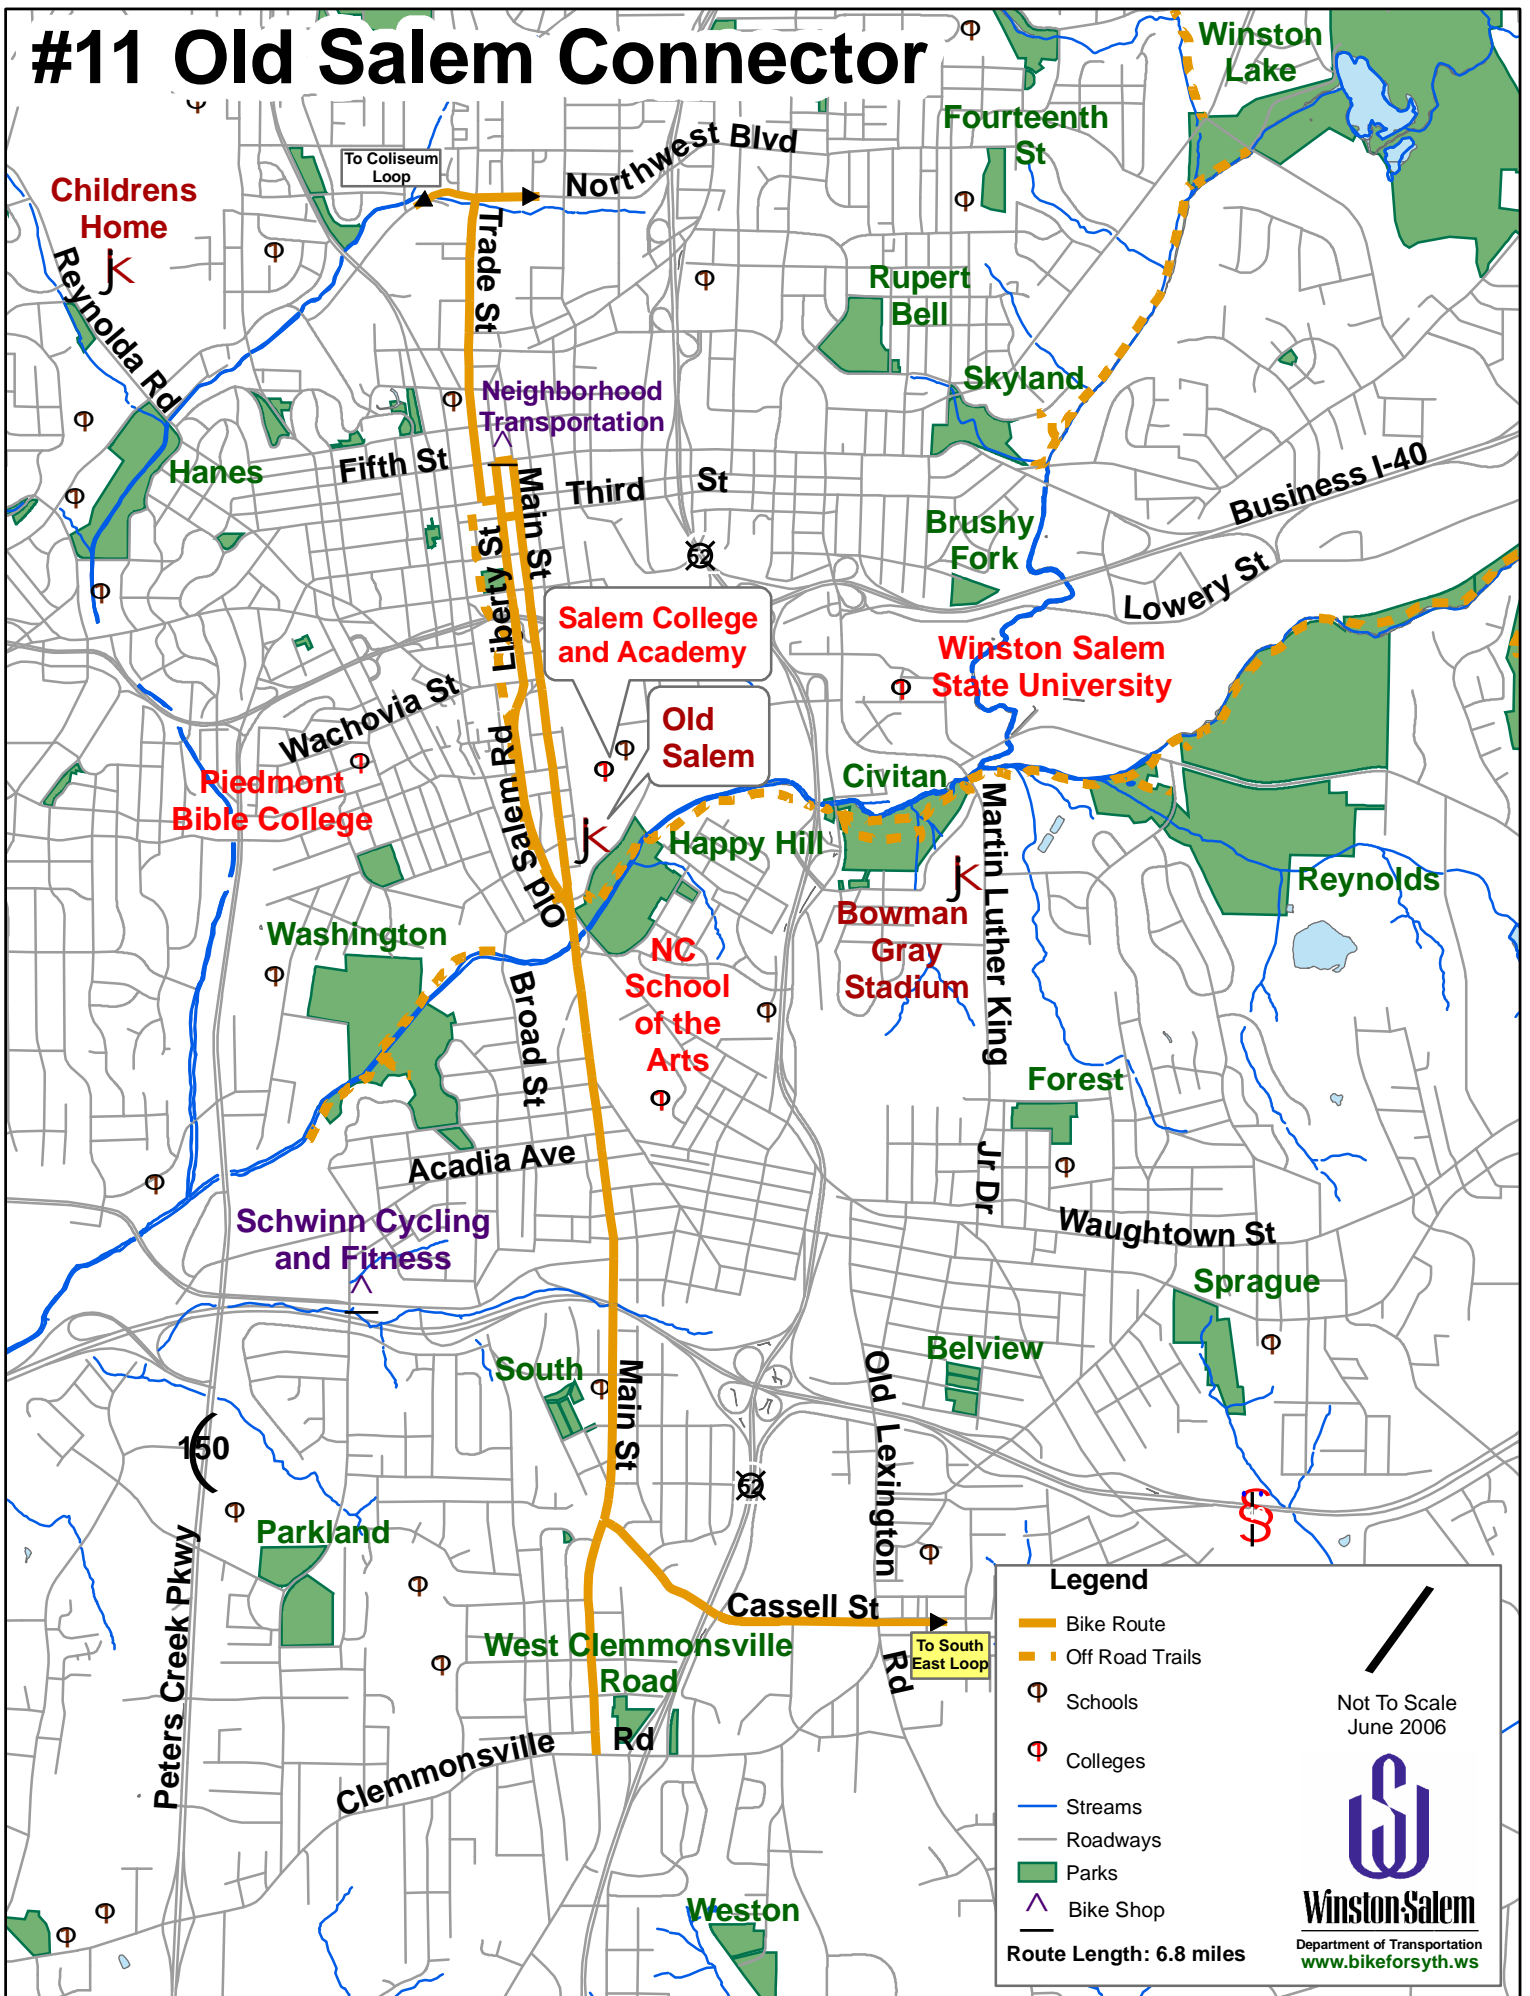 #11 Old Salem Connector
Winston
Lake
Fourteenth
St
To Coliseum
Loop
Northwest Blvd
Childrens
Home
Reynolda Rd
Trade St
Rupert
Bell
Skyland
Neighborhood
Transportation
Hanes
Fifth St
Main St
Third St
Business I-40
Liberty St
52
Brushy
Fork
Lowery St
Salem College
and Academy
Winston Salem
State University
Wachovia St
Old
Salem
Piedmont
Bible College
Old Salem Rd
Civitan
Happy Hill
Martin Luther King
Jr Dr
Reynolds
Bowman
Gray
Stadium
Washington
NC
School
of the
Arts
Broad St
Forest
Acadia Ave
Waughtown St
Schwinn Cycling
and Fitness
Sprague
South
Main St
Belview
Old Lexington
Rd
150
52
Parkland
Peters Creek Pkwy
Cassell St
To South
East Loop
West Clemmonsville
Road
Clemmonsville Rd
Weston
Legend
Bike Route
Off Road Trails
Schools
Colleges
Streams
Roadways
Parks
Bike Shop
Route Length: 6.8 miles
Not To Scale
June 2006
Winston-Salem
Department of Transportation
www.bikeforsyth.ws